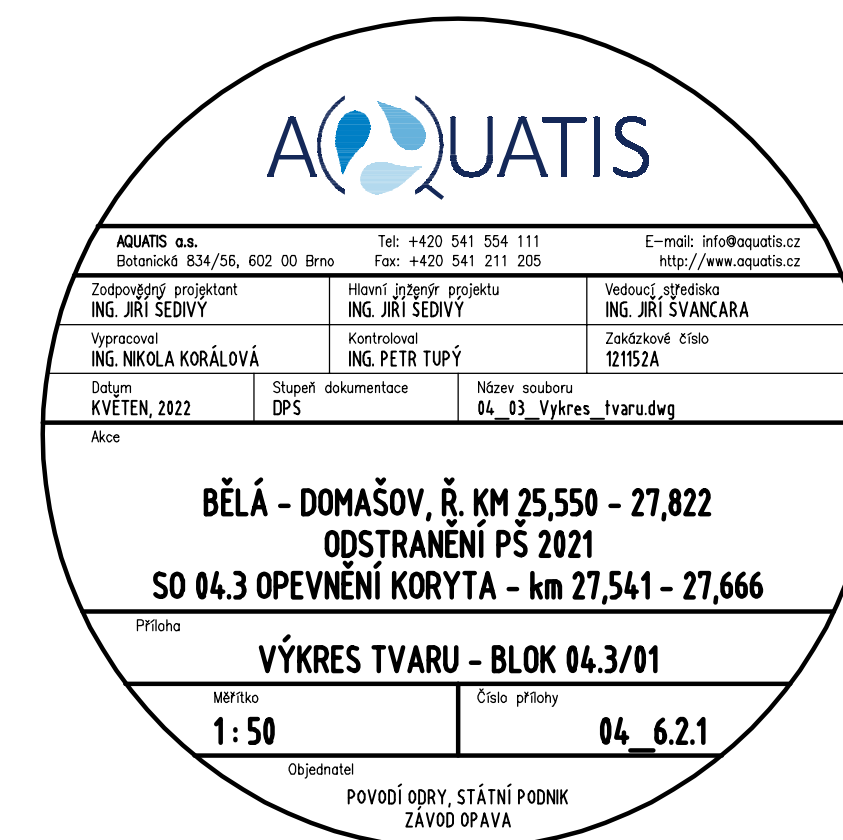 AQUATIS
AQUATIS a.s. Tel: +420 541 554 111 E-mail: info@aquatis.cz
Botanická 834/56, 602 00 Brno Fax: +420 541 211 205 http://www.aquatis.cz
Zodpovědný projektant Hlavní inženýr projektu Vedoucí střediska
ING. JIŘÍ ŠEDIVÝ ING. JIŘÍ ŠEDIVÝ ING. JIŘÍ ŠVANCARA
Vypracoval Kontroloval Zakázkové číslo
ING. NIKOLA KORÁLOVÁ ING. PETR TUPÝ 121152A
Datum Stupeň dokumentace Název souboru
KVĚTEN, 2022 DPS 04_03_Vykres_tvaru.dwg
Akce
BĚLÁ - DOMAŠOV, Ř. KM 25,550 - 27,822
ODSTRANĚNÍ PŠ 2021
SO 04.3 OPEVNĚNÍ KORYTA - km 27,541 - 27,666
Příloha
VÝKRES TVARU - BLOK 04.3/01
Měřítko Číslo přílohy
1 : 50 04_6.2.1
Objednatel
POVODÍ ODRY, STÁTNÍ PODNIK
ZÁVOD OPAVA